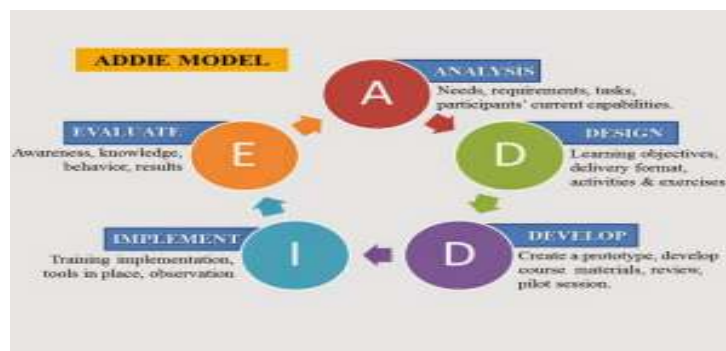 ADDIE MODEL
A
ANALYSIS
Needs, requirements, tasks,
participants' current capabilities.
D
DESIGN
Learning objectives,
delivery format,
activities & exercises
D
DEVELOP
Create a prototype, develop
course materials, review,
pilot session.
I
IMPLEMENT
Training implementation,
tools in place, observation
E
EVALUATE
Awareness, knowledge,
behavior, results